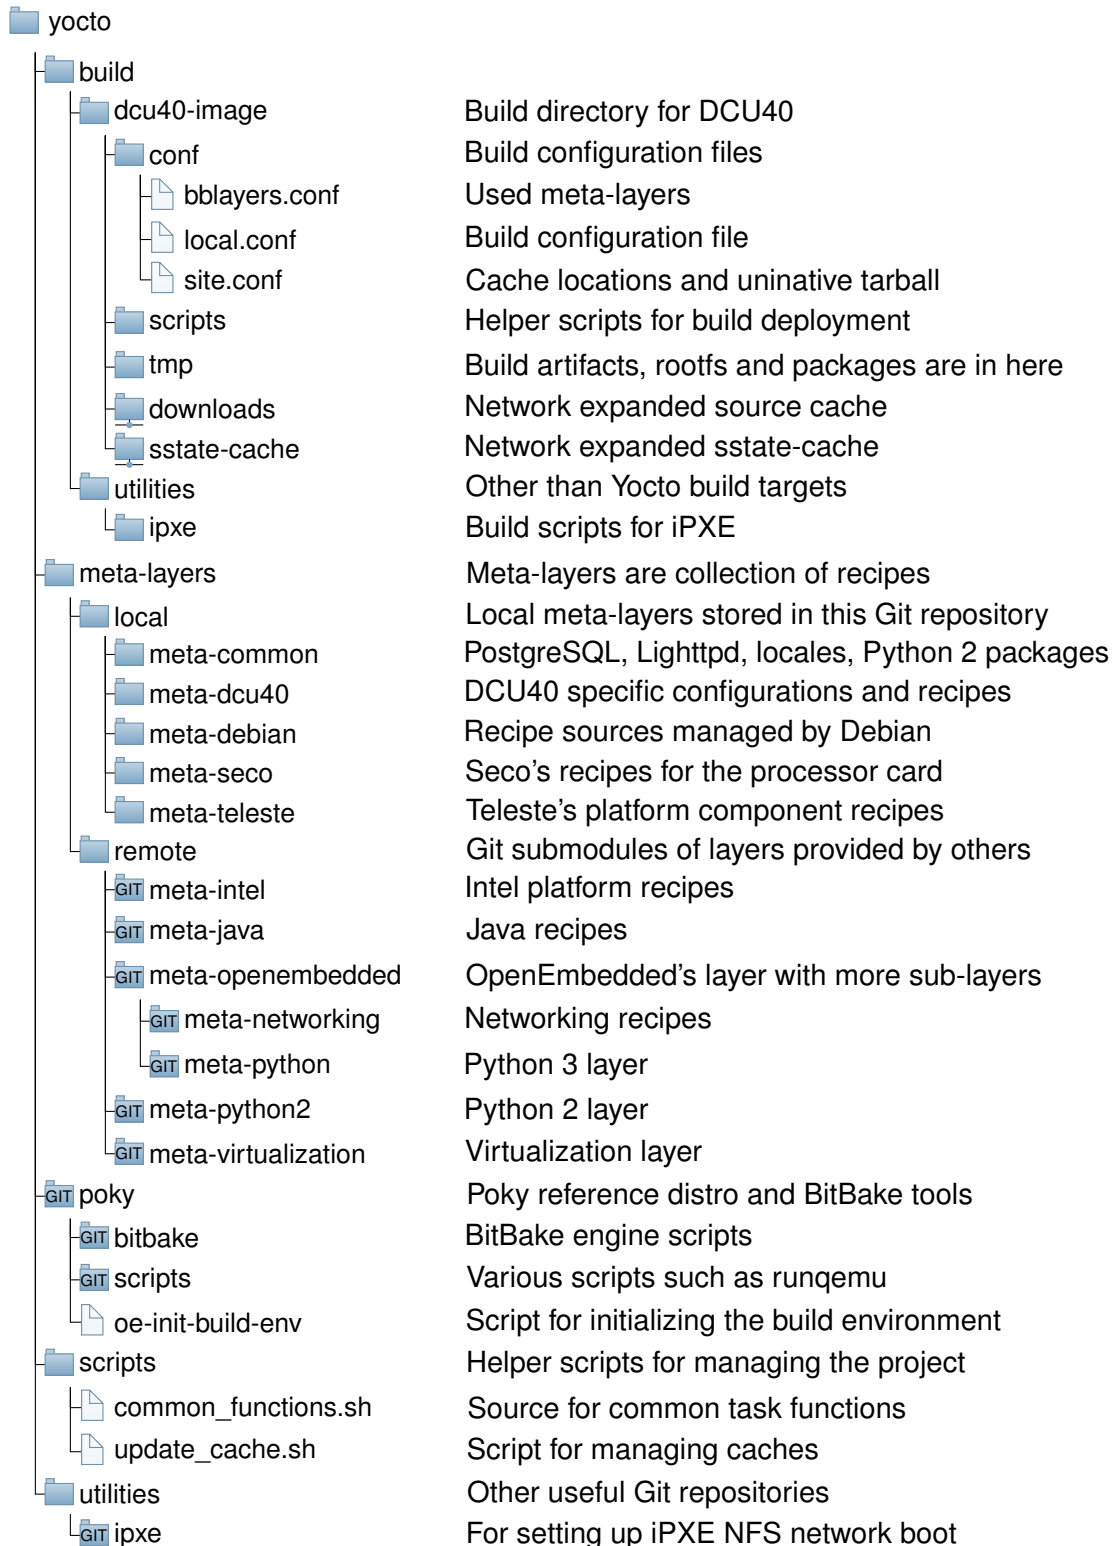 yocto
build
dcu40-image Build directory for DCU40
conf Build configuration files
bblayers.conf Used meta-layers
local.conf Build configuration file
site.conf Cache locations and uninative tarball
scripts Helper scripts for build deployment
tmp Build artifacts, rootfs and packages are in here
downloads Network expanded source cache
sstate-cache Network expanded sstate-cache
utilities Other than Yocto build targets
ipxe Build scripts for iPXE
meta-layers Meta-layers are collection of recipes
local Local meta-layers stored in this Git repository
meta-common PostgreSQL, Lighttpd, locales, Python 2 packages
meta-dcu40 DCU40 specific configurations and recipes
meta-debian Recipe sources managed by Debian
meta-seco Seco's recipes for the processor card
meta-teleste Teleste's platform component recipes
remote Git submodules of layers provided by others
GIT meta-intel Intel platform recipes
GIT meta-java Java recipes
GIT meta-openembedded OpenEmbedded's layer with more sub-layers
GIT meta-networking Networking recipes
GIT meta-python Python 3 layer
GIT meta-python2 Python 2 layer
GIT meta-virtualization Virtualization layer
GIT poky Poky reference distro and BitBake tools
GIT bitbake BitBake engine scripts
GIT scripts Various scripts such as runqemu
oe-init-build-env Script for initializing the build environment
scripts Helper scripts for managing the project
common_functions.sh Source for common task functions
update_cache.sh Script for managing caches
utilities Other useful Git repositories
GIT ipxe For setting up iPXE NFS network boot